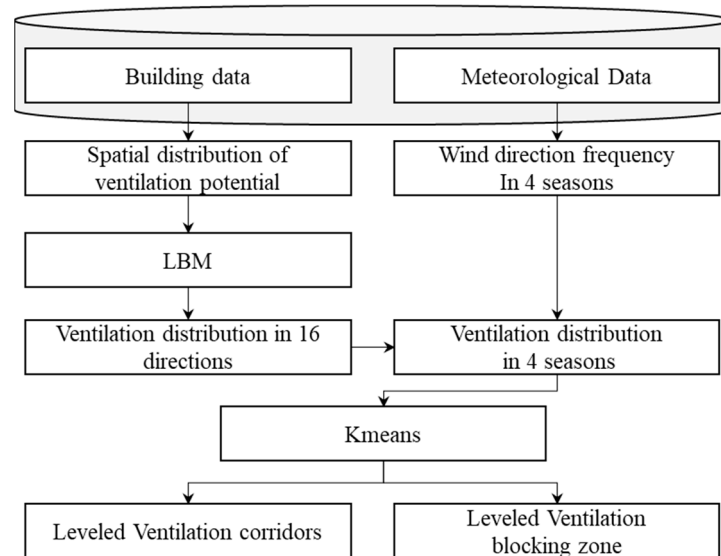 Building data
Meteorological Data
Spatial distribution of
ventilation potential
Wind direction frequency
In 4 seasons
LBM
Ventilation distribution in 16
directions
Ventilation distribution
in 4 seasons
Kmeans
Leveled Ventilation corridors
Leveled Ventilation
blocking zone